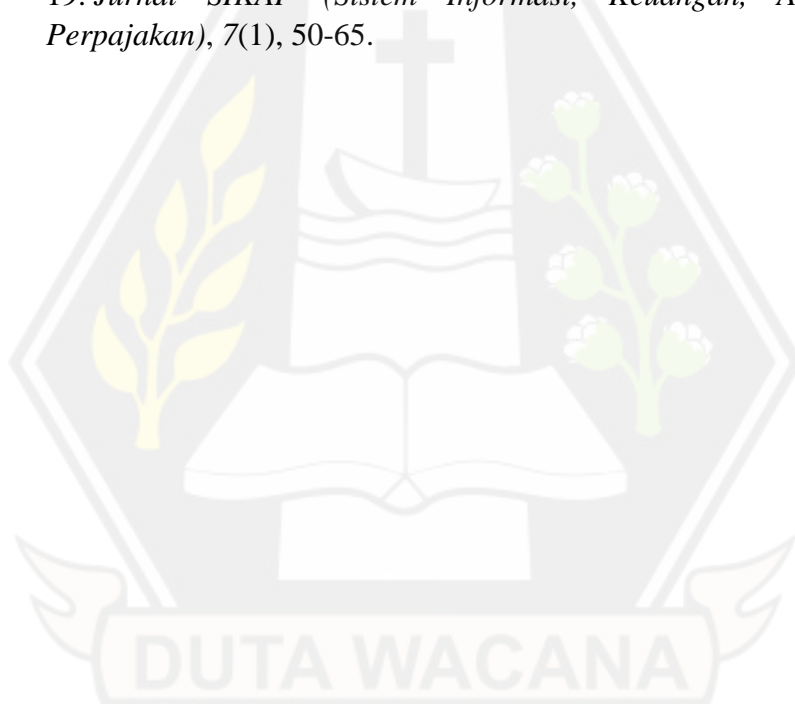 19. Jurnal SIKAP (Sistem Informasi, Keuangan,
Perpajakan), 7(1), 50-65.
DUTA WACANA